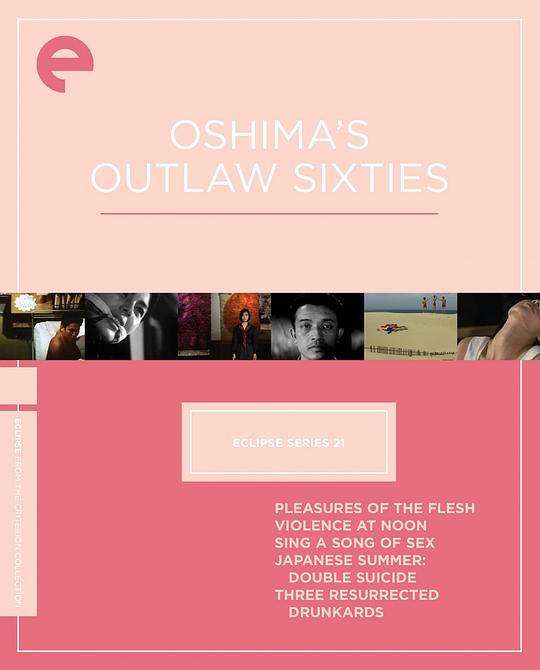 e
OSHIMA'S
OUTLAW SIXTIES
ECLIPSE SERIES 21
PLEASURES OF THE FLESH
VIOLENCE AT NOON
SING A SONG OF SEX
JAPANESE SUMMER:
DOUBLE SUICIDE
THREE RESURRECTED
DRUNKARDS
ECLIPSE FROM THE CRITERION COLLECTION